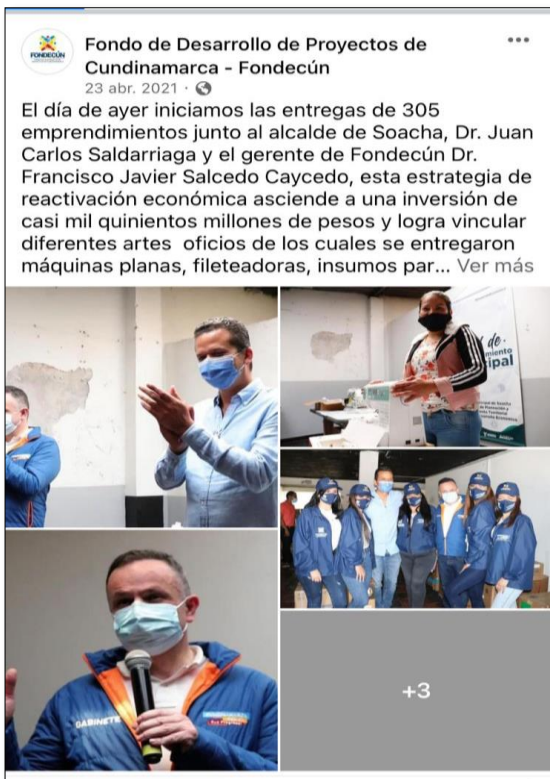 FONDECÚN
Fondo de Desarrollo de Proyectos de
Cundinamarca - Fondecún
23 abr. 2021 ·
El día de ayer iniciamos las entregas de 305
emprendimientos junto al alcalde de Soacha, Dr. Juan
Carlos Saldarriaga y el gerente de Fondecún Dr.
Francisco Javier Salcedo Caycedo, esta estrategia de
reactivación económica asciende a una inversión de
casi mil quinientos millones de pesos y logra vincular
diferentes artes  oficios de los cuales se entregaron
máquinas planas, fileteadoras, insumos par... Ver más
de.
miento
ipal
GABINETE
+3